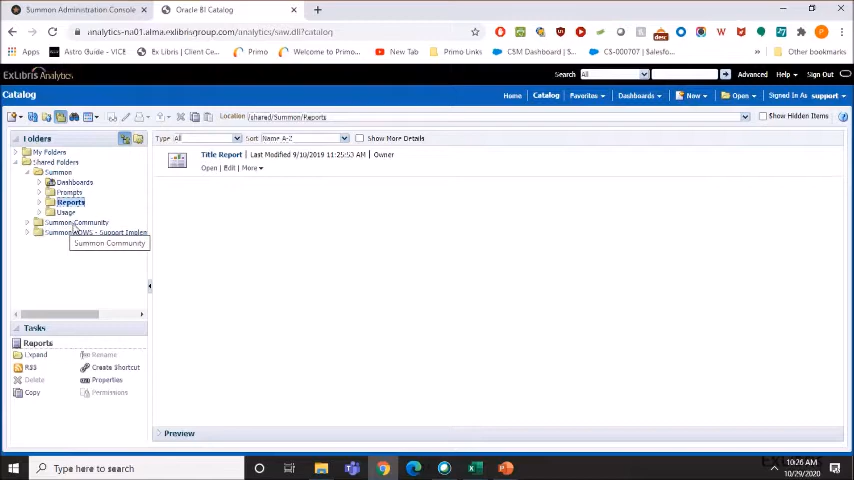 Summon Administration Console
Oracle BI Catalog
analytics-na01.alma.exlibrisgroup.com/analytics/saw.dll?catalog
Apps
Astro Guide - VICE
Ex Libris | Client Ce...
Primo
Welcome to Primo...
New Tab
Primo Links
CSM Dashboard | S...
CS-000707 | Salesfo...
Other bookmarks
ExLibris Analytics
Search
All
Advanced
Help
Sign Out
Catalog
Home
Catalog
Favorites
Dashboards
New
Open
Signed In As
support
Location
/shared/Summon/Reports
Show Hidden Items
Folders
Type
All
Sort
Name A-Z
Show More Details
My Folders
Shared Folders
Summon
Dashboards
Prompts
Reports
Usage
Summon Community
Summon
- Support Implen
Summon Community
Title Report
Last Modified 9/10/2019 11:25:53 AM
Owner
Open
Edit
More
Tasks
Reports
Expand
Rename
RSS
Create Shortcut
Delete
Properties
Copy
Permissions
Preview
Type here to search
10:26 AM
10/29/2020